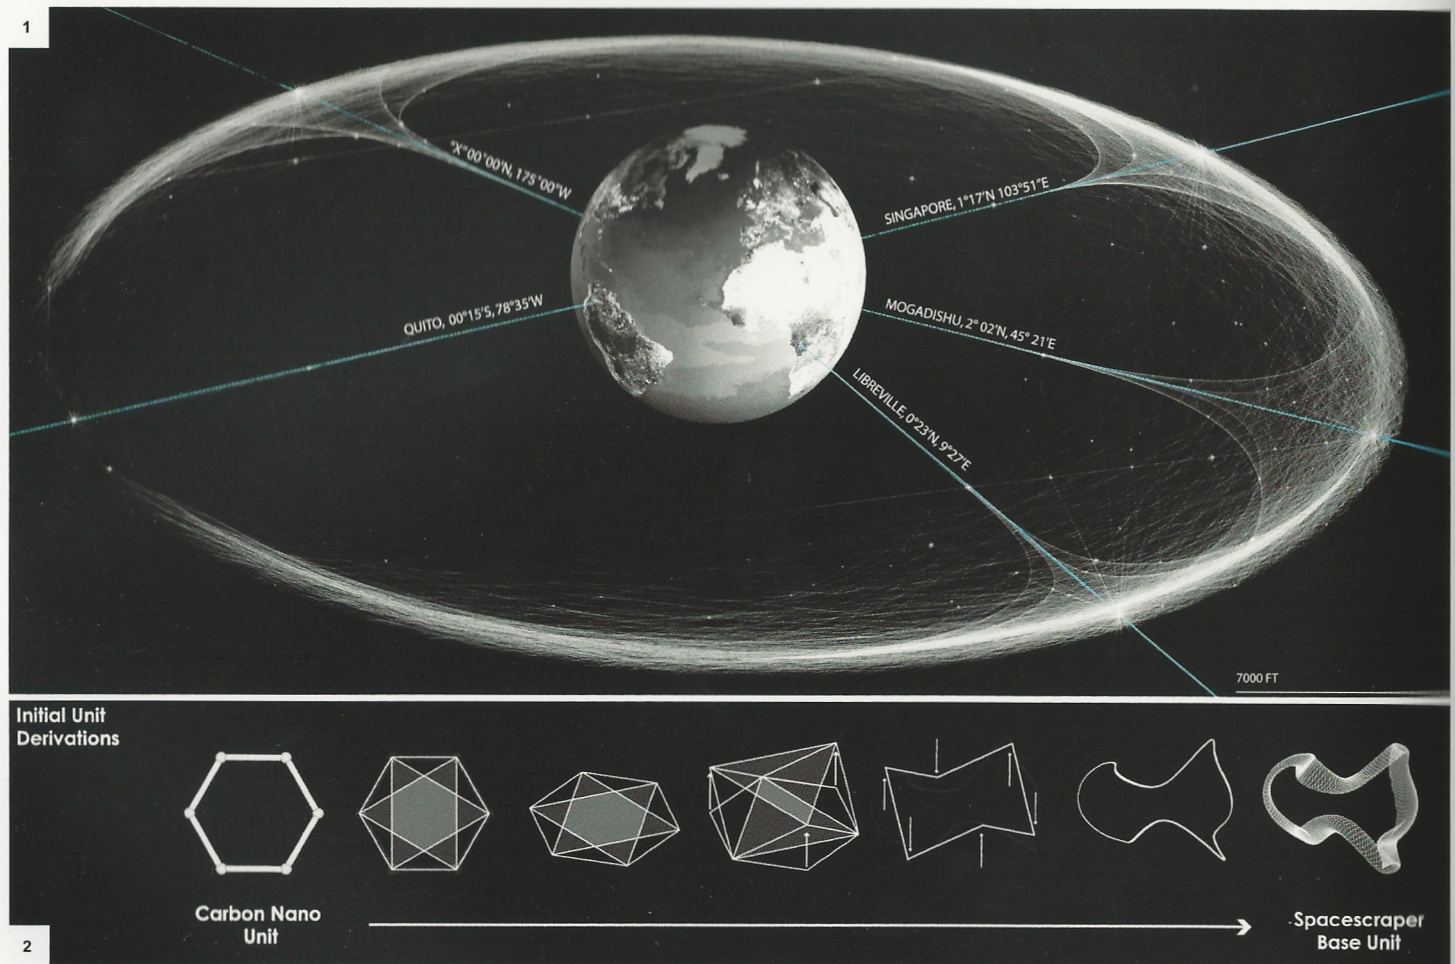 1
"X"00°00'N, 175°00"W
SINGAPORE, 1°17'N 103°51"E
QUITO, 00°15'S, 78°35'W
MOGADISHU, 2° 02'N, 45° 21'E
LIBREVILLE, 0°23'N, 9°27'E
7000 FT
Initial Unit
Derivations
Carbon Nano
Unit
Spacescraper
Base Unit
2